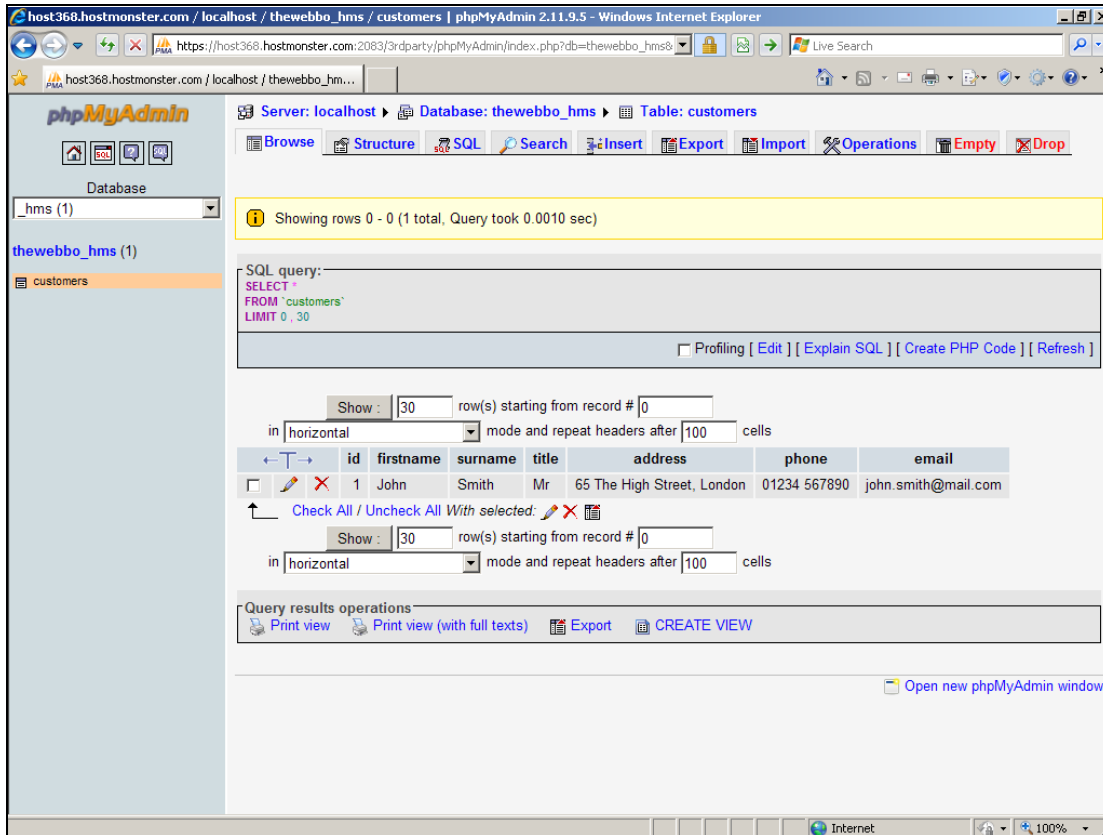 host368.hostmonster.com / localhost / thewebbo_hms / customers | phpMyAdmin 2.11.9.5 - Windows Internet Explorer
https://host368.hostmonster.com:2083/3rdparty/phpMyAdmin/index.php?db=thewebbo_hms&
Live Search
host368.hostmonster.com / localhost / thewebbo_hm...
phpMyAdmin
SQL
Database
_hms (1)
thewebbo_hms (1)
customers
Server: localhost Database: thewebbo_hms Table: customers
Browse Structure SQL Search Insert Export Import Operations Empty Drop
Showing rows 0 - 0 (1 total, Query took 0.0010 sec)
SQL query:
SELECT *
FROM `customers`
LIMIT 0 , 30
Profiling [ Edit ] [ Explain SQL ] [ Create PHP Code ] [ Refresh ]
Show : 30 row(s) starting from record # 0
in horizontal mode and repeat headers after 100 cells
←T→ id firstname surname title address phone email
1 John Smith Mr 65 The High Street, London 01234 567890 john.smith@mail.com
Check All / Uncheck All With selected:
Show : 30 row(s) starting from record # 0
in horizontal mode and repeat headers after 100 cells
Query results operations
Print view Print view (with full texts) Export CREATE VIEW
Open new phpMyAdmin window
Internet 100%